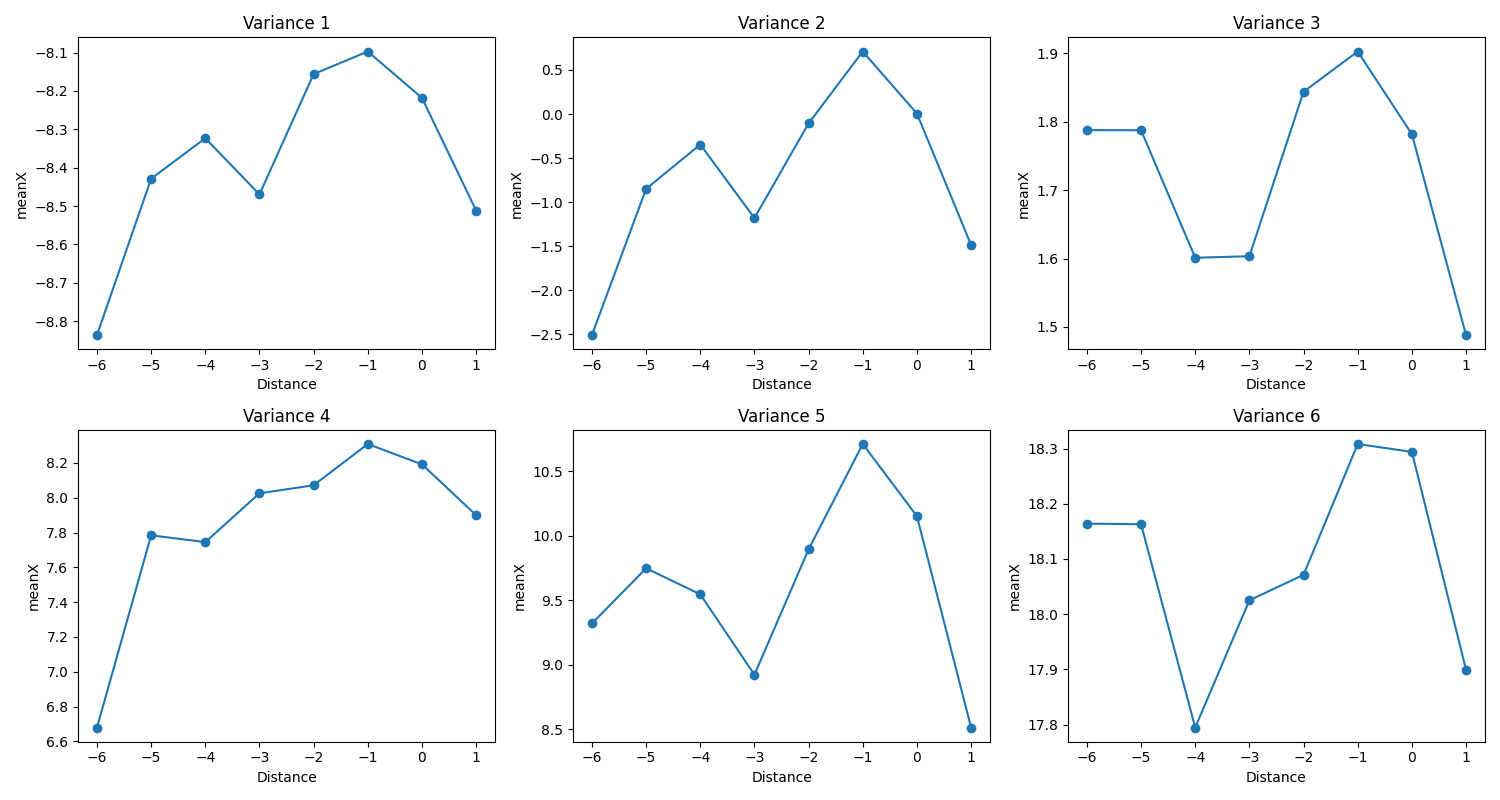 Variance 1
meanX
−8.1
−8.2
−8.3
−8.4
−8.5
−8.6
−8.7
−8.8
−6 −5 −4 −3 −2 −1 0 1
Distance
Variance 2
meanX
0.5
0.0
−0.5
−1.0
−1.5
−2.0
−2.5
−6 −5 −4 −3 −2 −1 0 1
Distance
Variance 3
meanX
1.9
1.8
1.7
1.6
1.5
−6 −5 −4 −3 −2 −1 0 1
Distance
Variance 4
meanX
8.2
8.0
7.8
7.6
7.4
7.2
7.0
6.8
6.6
−6 −5 −4 −3 −2 −1 0 1
Distance
Variance 5
meanX
10.5
10.0
9.5
9.0
8.5
−6 −5 −4 −3 −2 −1 0 1
Distance
Variance 6
meanX
18.3
18.2
18.1
18.0
17.9
17.8
−6 −5 −4 −3 −2 −1 0 1
Distance